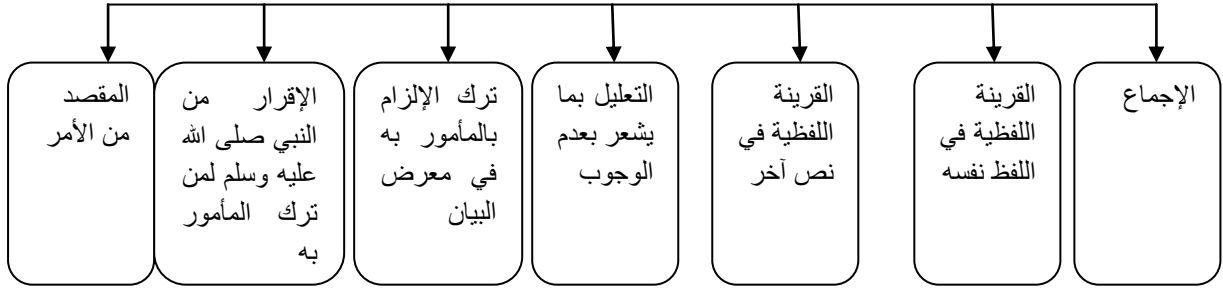 الإجماع
القرينة
اللفظية في
اللفظ نفسه
القرينة
اللفظية في
نص آخر
التعليل بما
يشعر بعدم
الوجوب
ترك الإلزام
بالمأمور به
في معرض
البيان
الإقرار من
النبي صلى الله
عليه وسلم لمن
ترك المأمور
به
المقصد
من الأمر